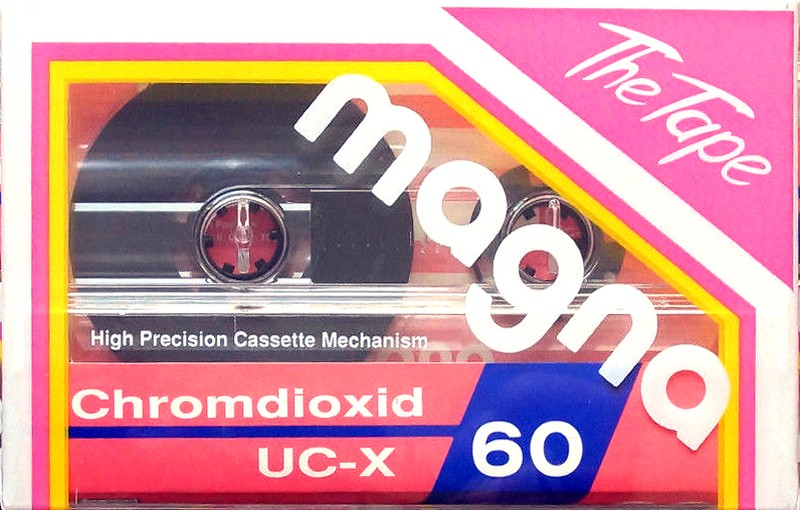 The Tape
magna
High Precision Cassette Mechanism
Chromdioxid
UC-X
60